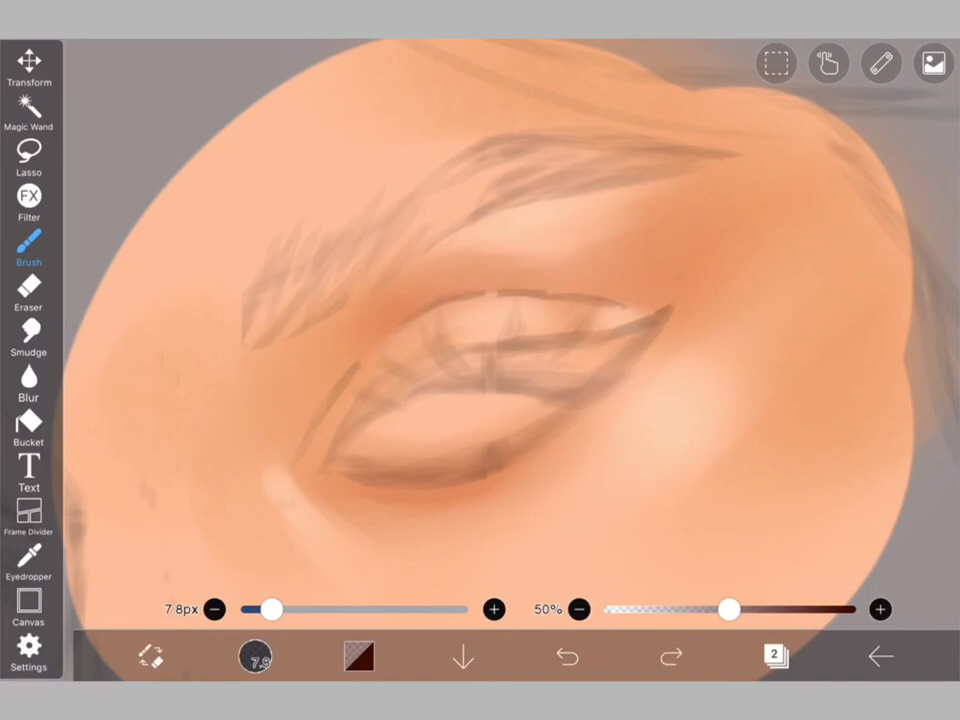 Transform
Magic Wand
Lasso
FX
Filter
Brush
Eraser
Smudge
Blur
Bucket
T
Text
Frame Divider
Eyedropper
Canvas
Settings
7.8px
50%
7.8
2